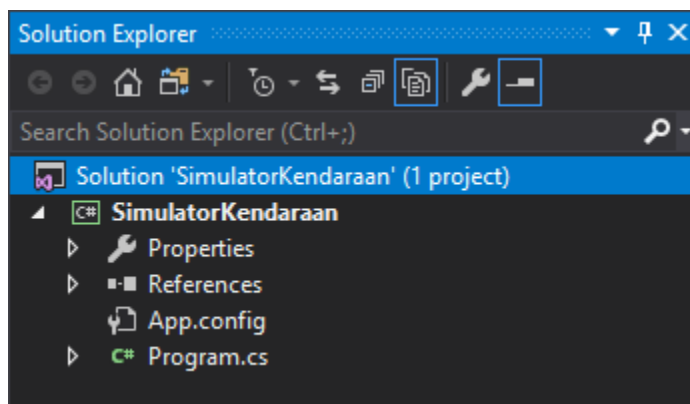 Solution Explorer
Search Solution Explorer (Ctrl+;)
Solution 'SimulatorKendaraan' (1 project)
C# SimulatorKendaraan
Properties
References
App.config
C# Program.cs